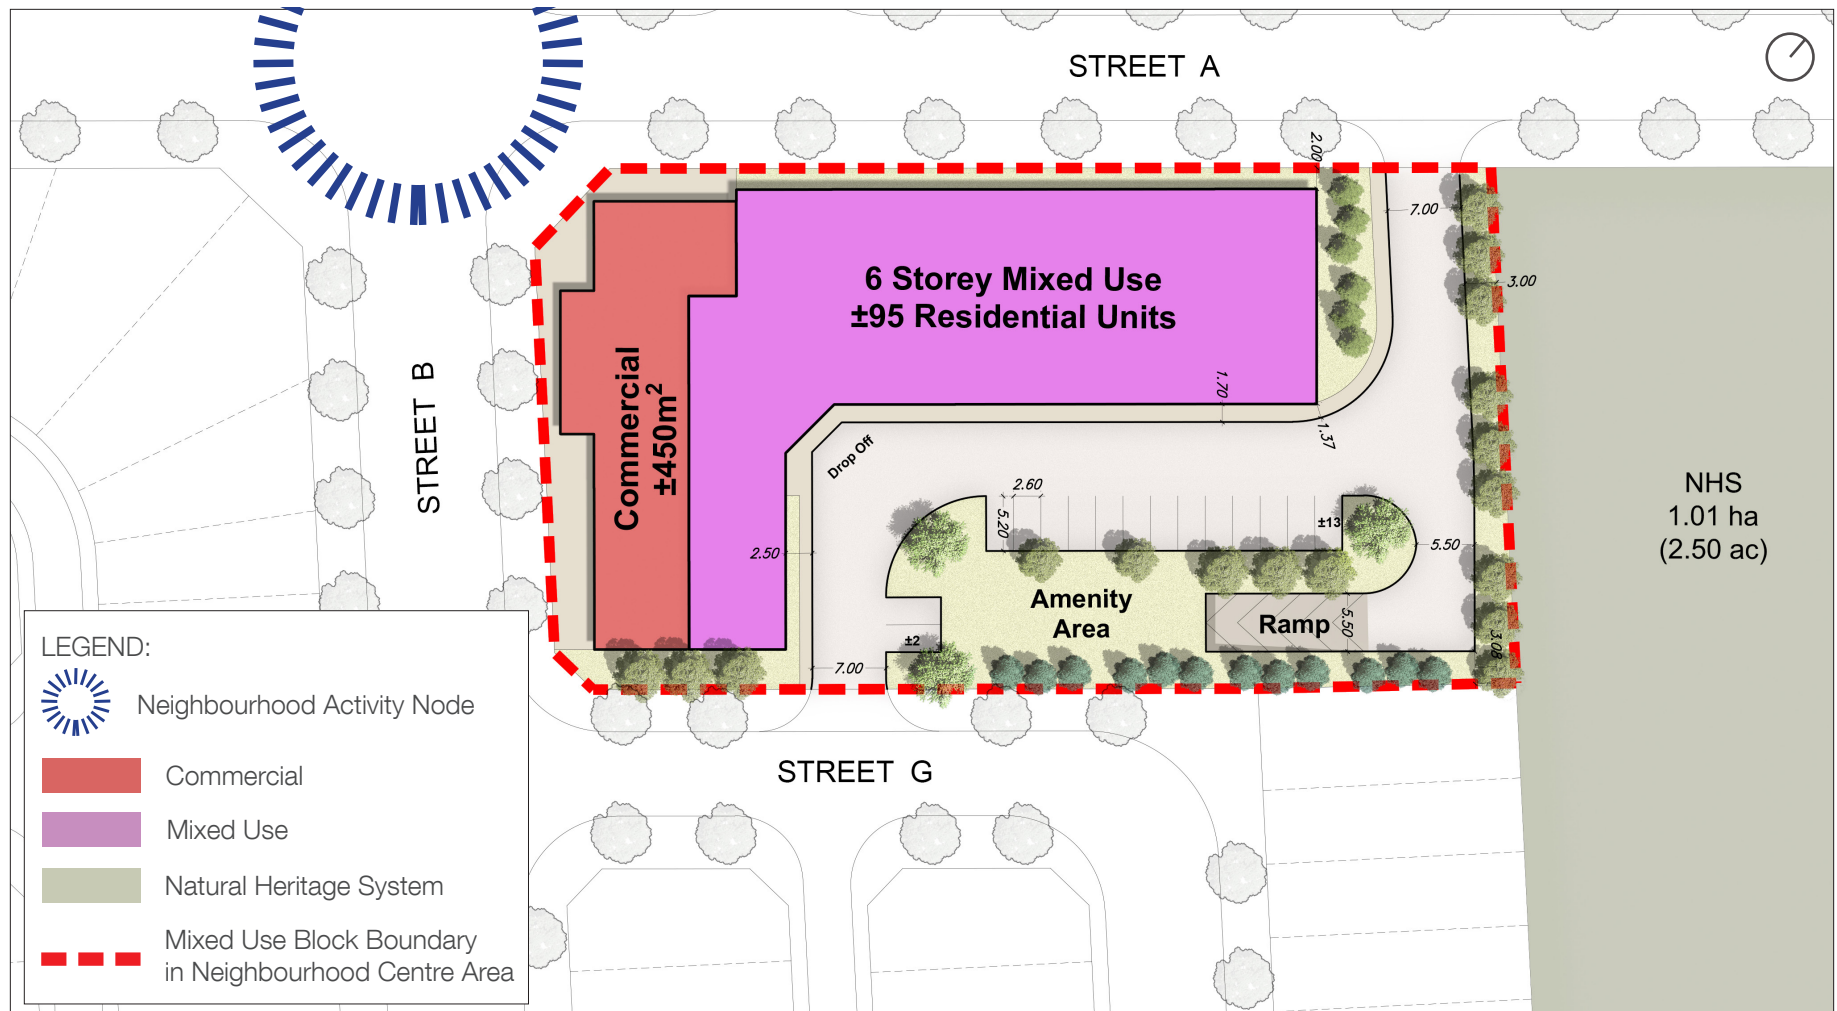 STREET A
2.00
7.00
3.00
6 Storey Mixed Use
±95 Residential Units
Commercial
±450m²
STREET B
1.70
1.37
Drop Off
2.60
5.20
±13
5.50
2.50
NHS
1.01 ha
(2.50 ac)
Amenity
Area
Ramp
5.50
±2
3.08
7.00
STREET G
LEGEND:
Neighbourhood Activity Node
Commercial
Mixed Use
Natural Heritage System
Mixed Use Block Boundary
in Neighbourhood Centre Area